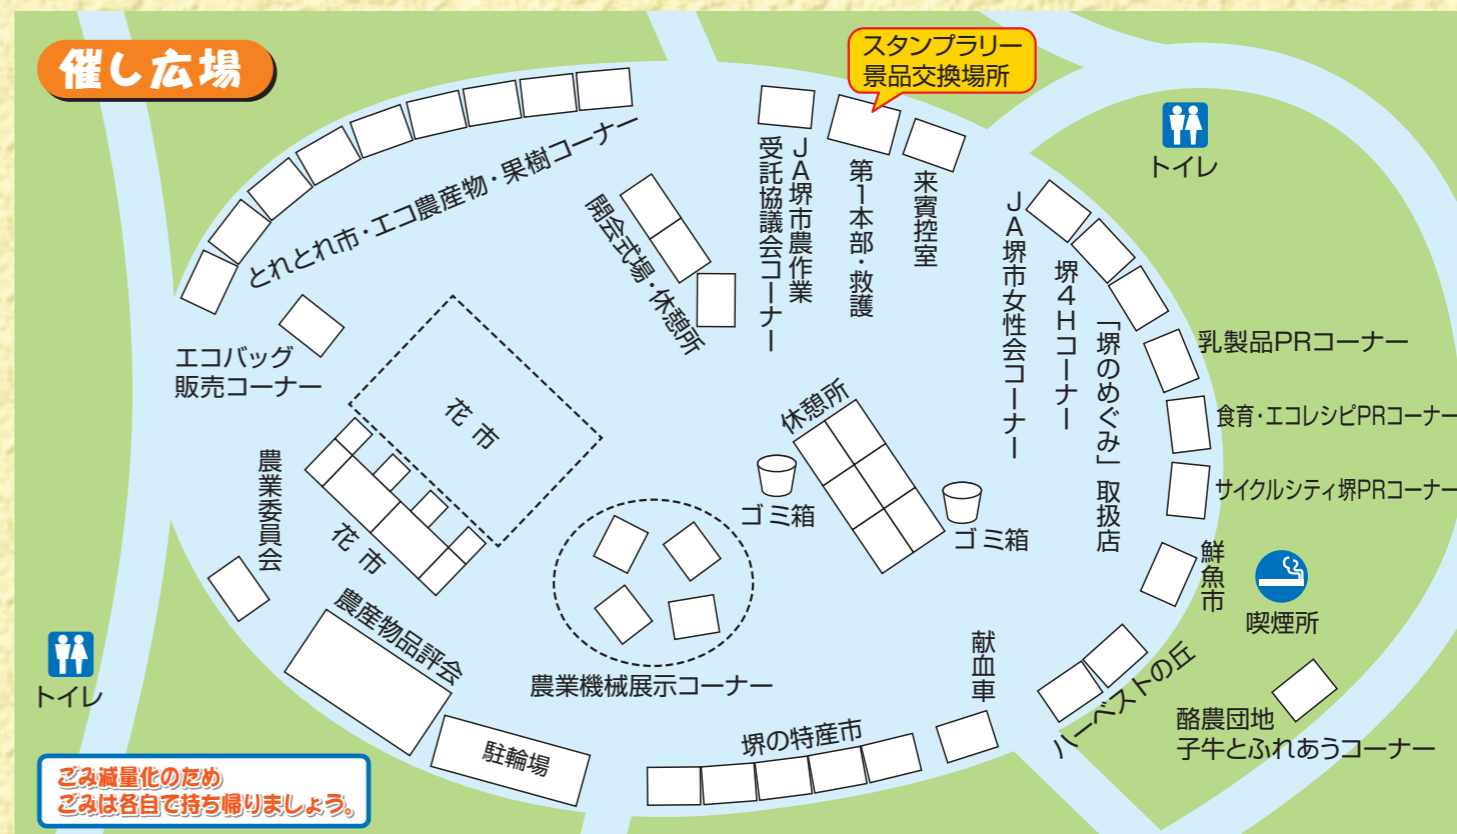 催し広場
スタンプラリー
景品交換場所
トイレ
とれとれ市・エコ農産物・果樹コーナー
開会式場・休憩所
JA堺市農作業
受託協議会コーナー
第1本部・救護
来賓控室
JA堺市女性会コーナー
堺4Hコーナー
「堺のめぐみ」取扱店
乳製品PRコーナー
食育・エコレシピPRコーナー
サイクルシティ堺PRコーナー
エコバッグ
販売コーナー
花市
休憩所
ゴミ箱
ゴミ箱
農業委員会
花市
鮮魚市
喫煙所
農産物品評会
農業機械展示コーナー
献血車
ハーベストの丘
酪農団地
子牛とふれあうコーナー
トイレ
駐輪場
堺の特産市
ごみ減量化のため
ごみは各自で持ち帰りましょう。